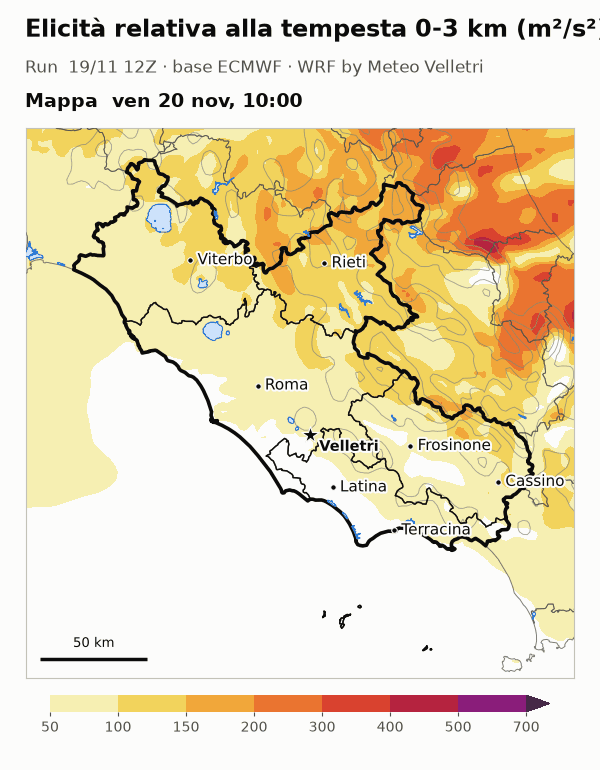 Elicità relativa alla tempesta 0-3 km (m²/s²)
Run 19/11 12Z · base ECMWF · WRF by Meteo Velletri
Mappa ven 20 nov, 10:00
Viterbo
Rieti
Roma
Velletri
Frosinone
Cassino
Latina
Terracina
50 km
50 100 150 200 300 400 500 700